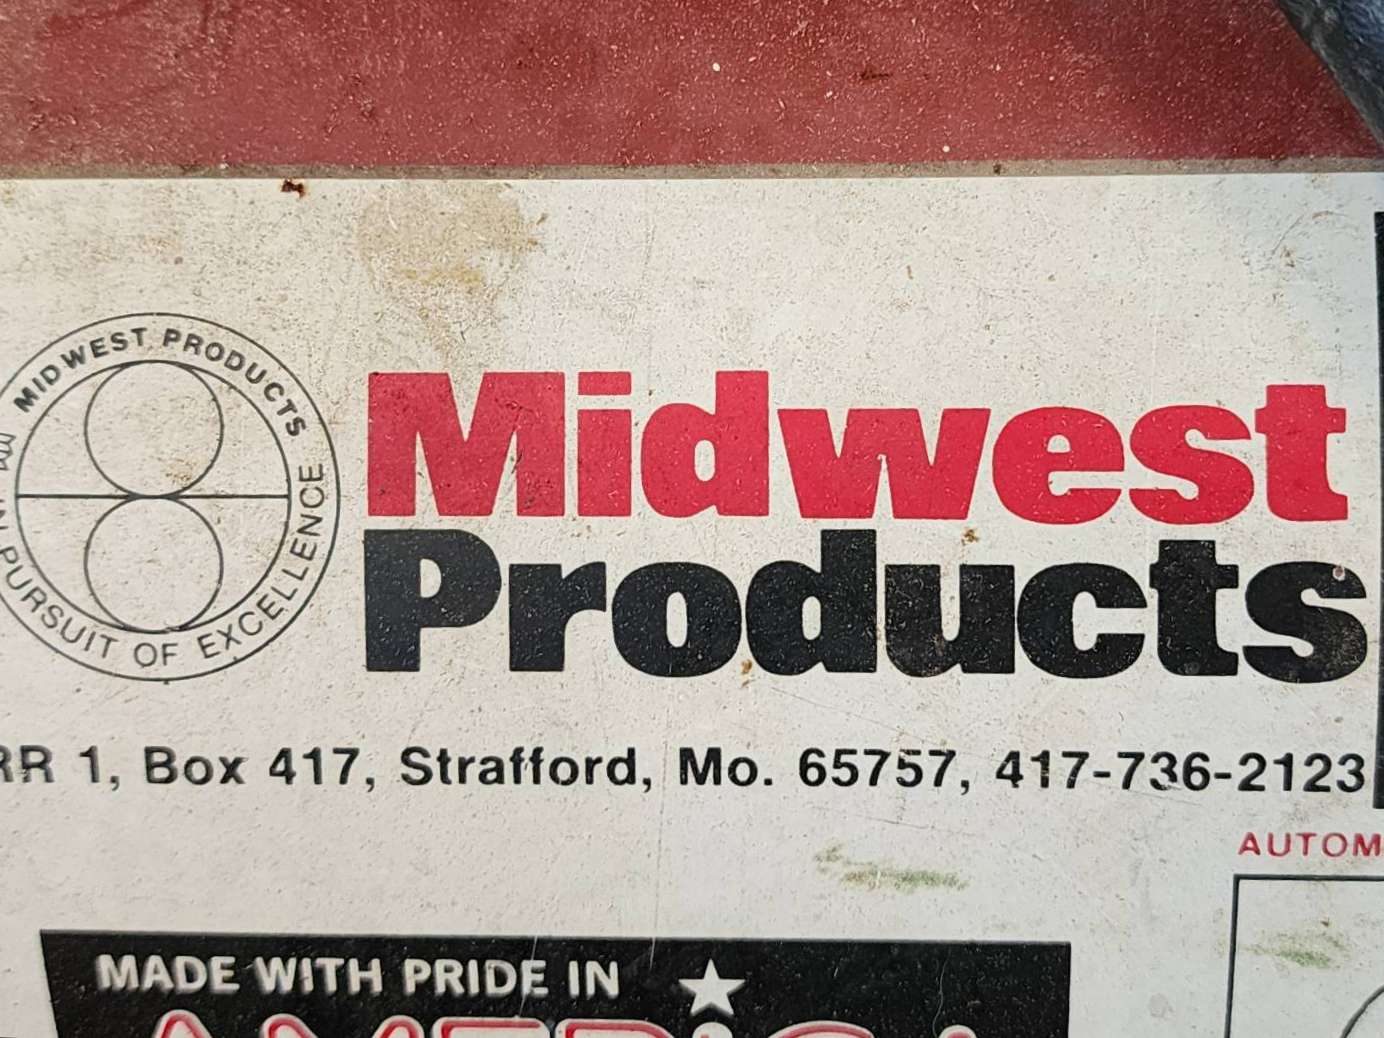 MIDWEST PRODUCTS
PURSUIT OF EXCELLENCE
Midwest
Products
RR 1, Box 417, Strafford, Mo. 65757, 417-736-2123
AUTOM
MADE WITH PRIDE IN
AMERICA